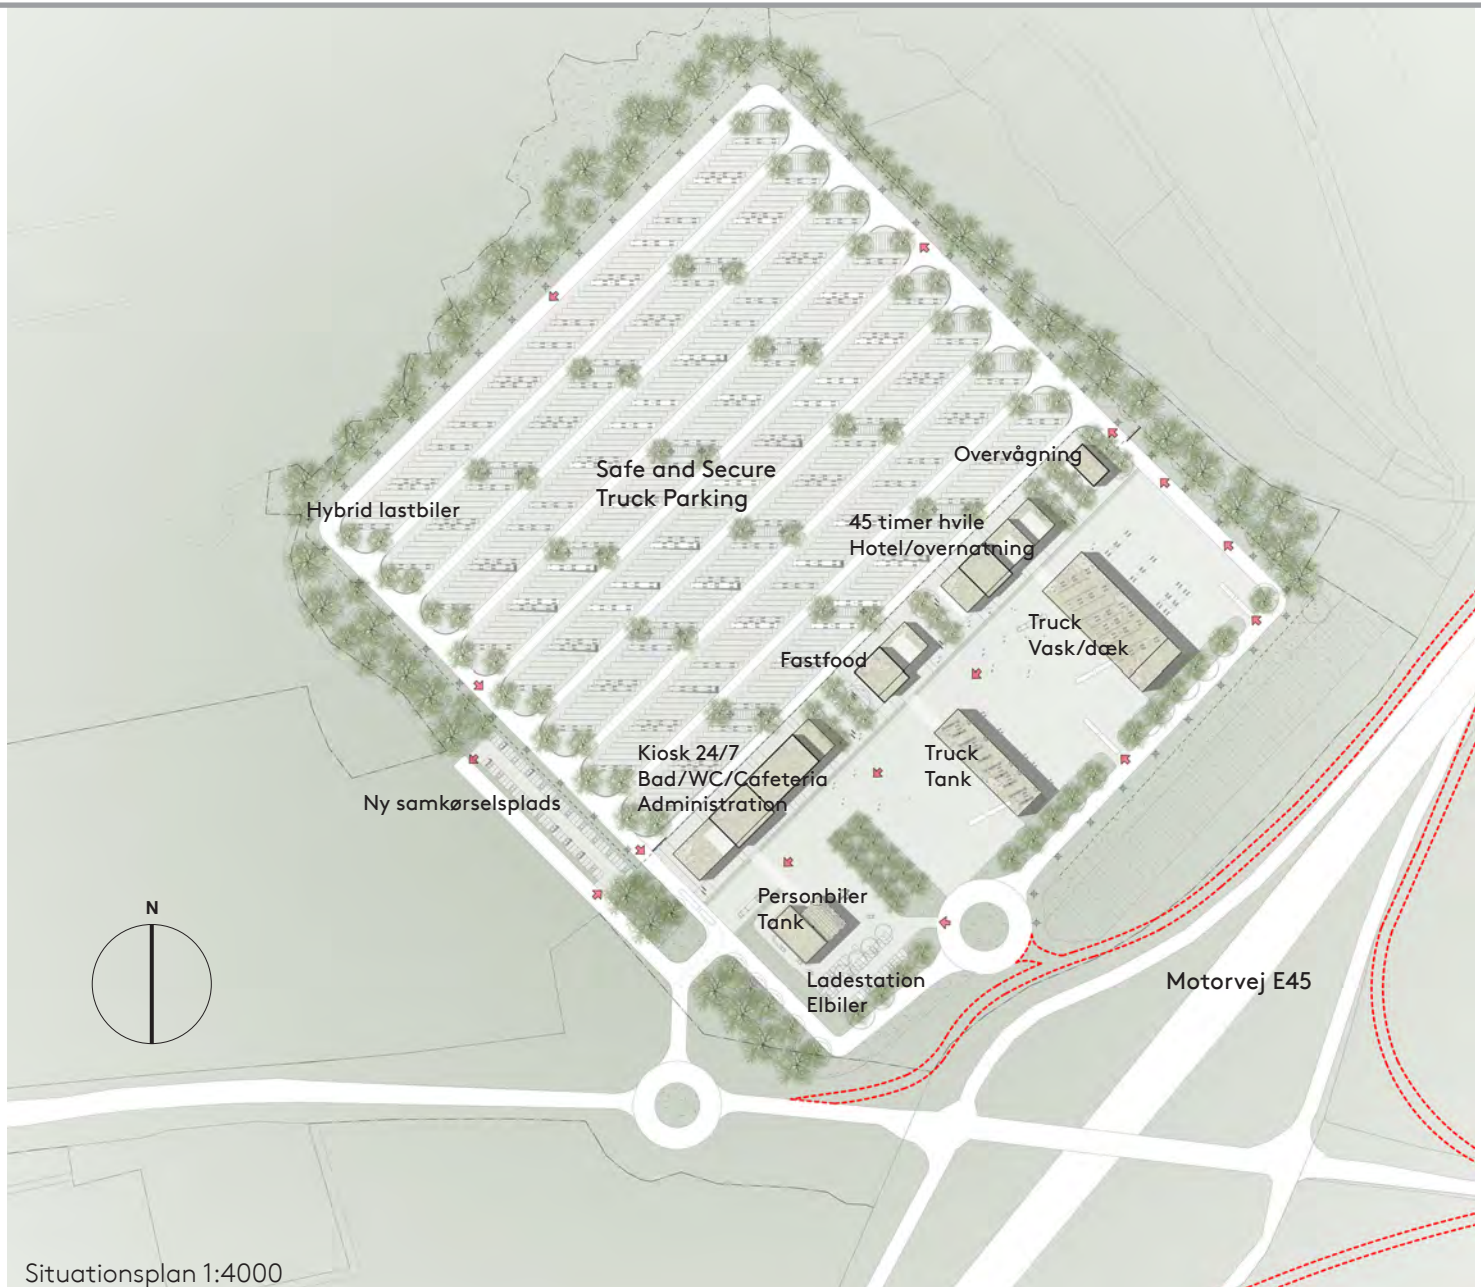 Overvågning
Safe and Secure
Truck Parking
Hybrid lastbiler
45 timer hvile
Hotel/overnatning
Truck
Vask/dæk
Fastfood
Kiosk 24/7
Bad/WC/Cafeteria
Administration
Truck
Tank
Ny samkørselsplads
Personbiler
Tank
N
Ladestation
Elbiler
Motorvej E45
Situationsplan 1:4000